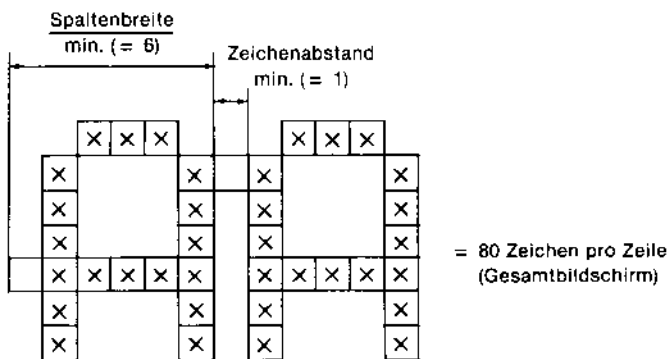 Spaltenbreite
min. (= 6)
Zeichenabstand
min. (= 1)
= 80 Zeichen pro Zeile
(Gesamtbildschirm)